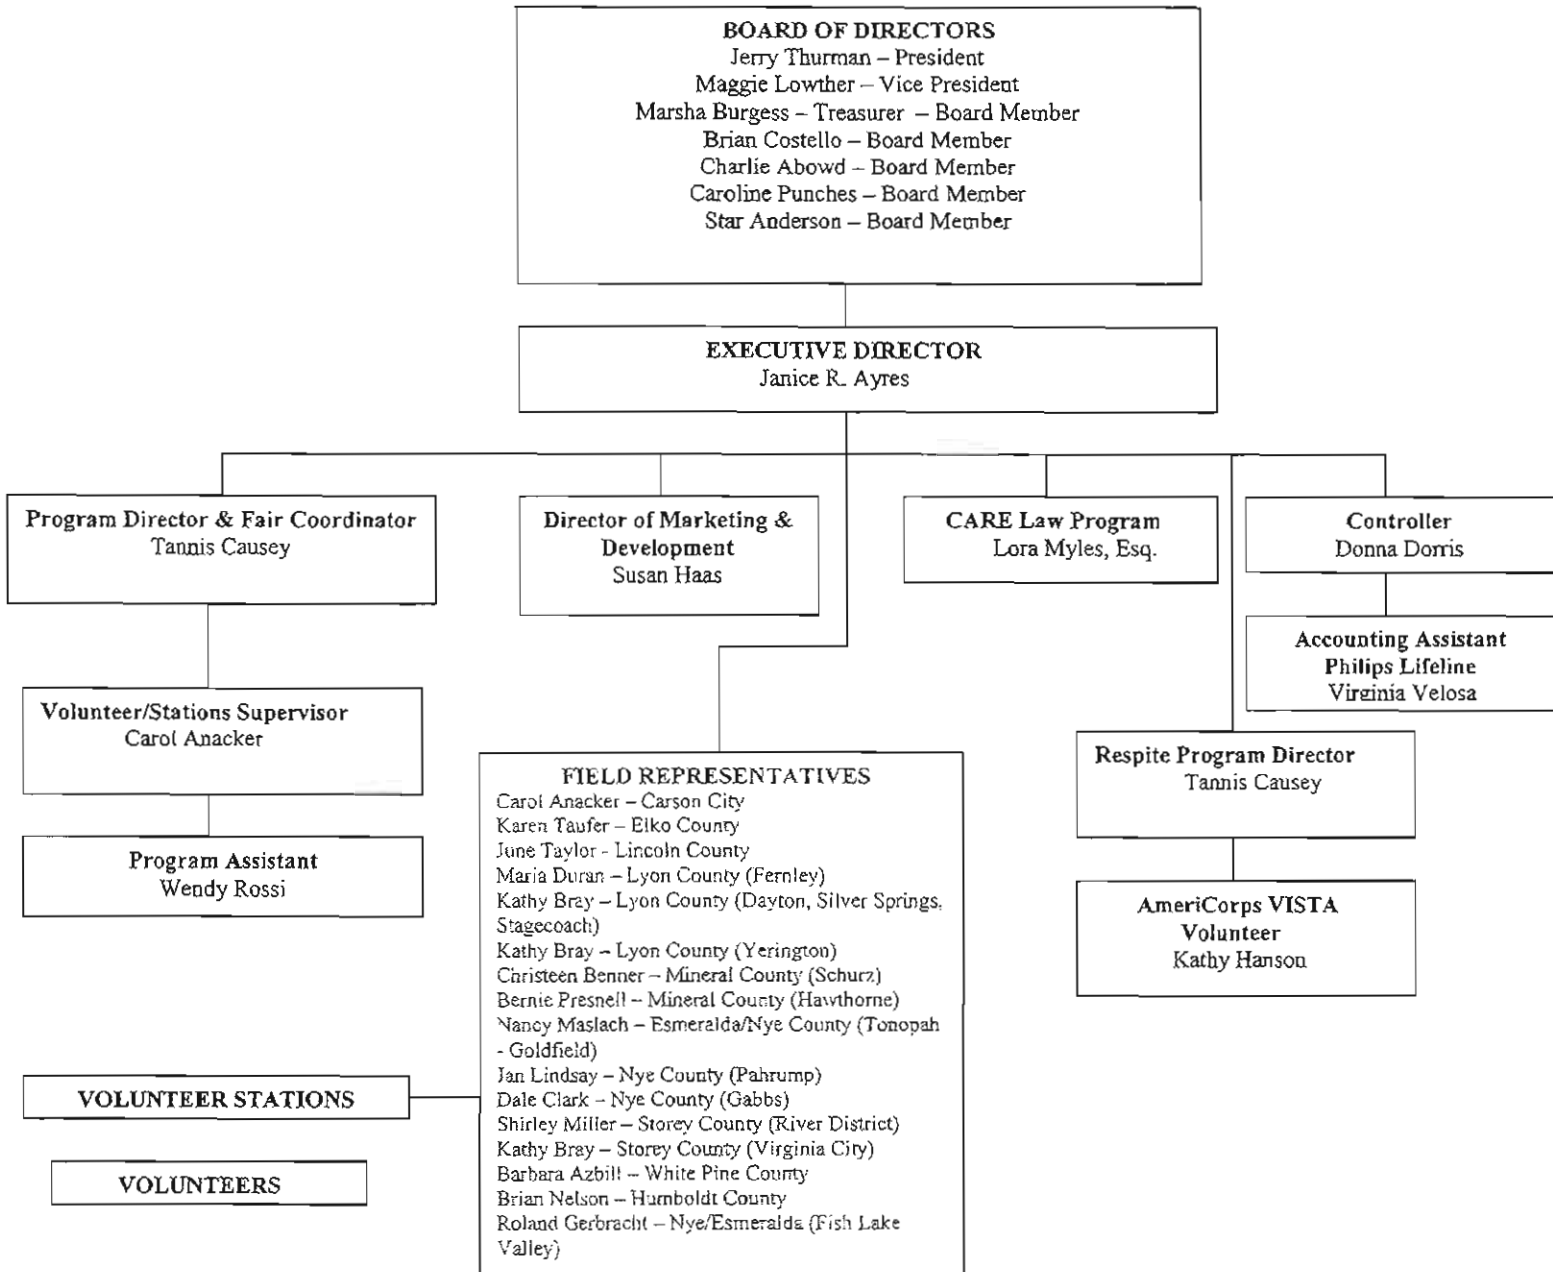 BOARD OF DIRECTORS
Jerry Thurman – President
Maggie Lowther – Vice President
Marsha Burgess – Treasurer – Board Member
Brian Costello – Board Member
Charlie Abowd – Board Member
Caroline Punches – Board Member
Star Anderson – Board Member
EXECUTIVE DIRECTOR
Janice R. Ayres
Program Director & Fair Coordinator
Tannis Causey
Director of Marketing &
Development
Susan Haas
CARE Law Program
Lora Myles, Esq.
Controller
Donna Dorris
Accounting Assistant
Philips Lifeline
Virginia Velosa
Volunteer/Stations Supervisor
Carol Anacker
Respite Program Director
Tannis Causey
Program Assistant
Wendy Rossi
AmeriCorps VISTA
Volunteer
Kathy Hanson
FIELD REPRESENTATIVES
Carol Anacker – Carson City
Karen Taufer – Elko County
June Taylor - Lincoln County
Maria Duran – Lyon County (Fernley)
Kathy Bray – Lyon County (Dayton, Silver Springs,
Stagecoach)
Kathy Bray – Lyon County (Yerington)
Christeen Benner – Mineral County (Schurz)
Bernie Presnell – Mineral County (Hawthorne)
Nancy Maslach – Esmeralda/Nye County (Tonopah
- Goldfield)
Jan Lindsay – Nye County (Pahrump)
Dale Clark – Nye County (Gabbs)
Shirley Miller – Storey County (River District)
Kathy Bray – Storey County (Virginia City)
Barbara Azbill – White Pine County
Brian Nelson – Humboldt County
Roland Gerbracht – Nye/Esmeralda (Fish Lake
Valley)
VOLUNTEER STATIONS
VOLUNTEERS